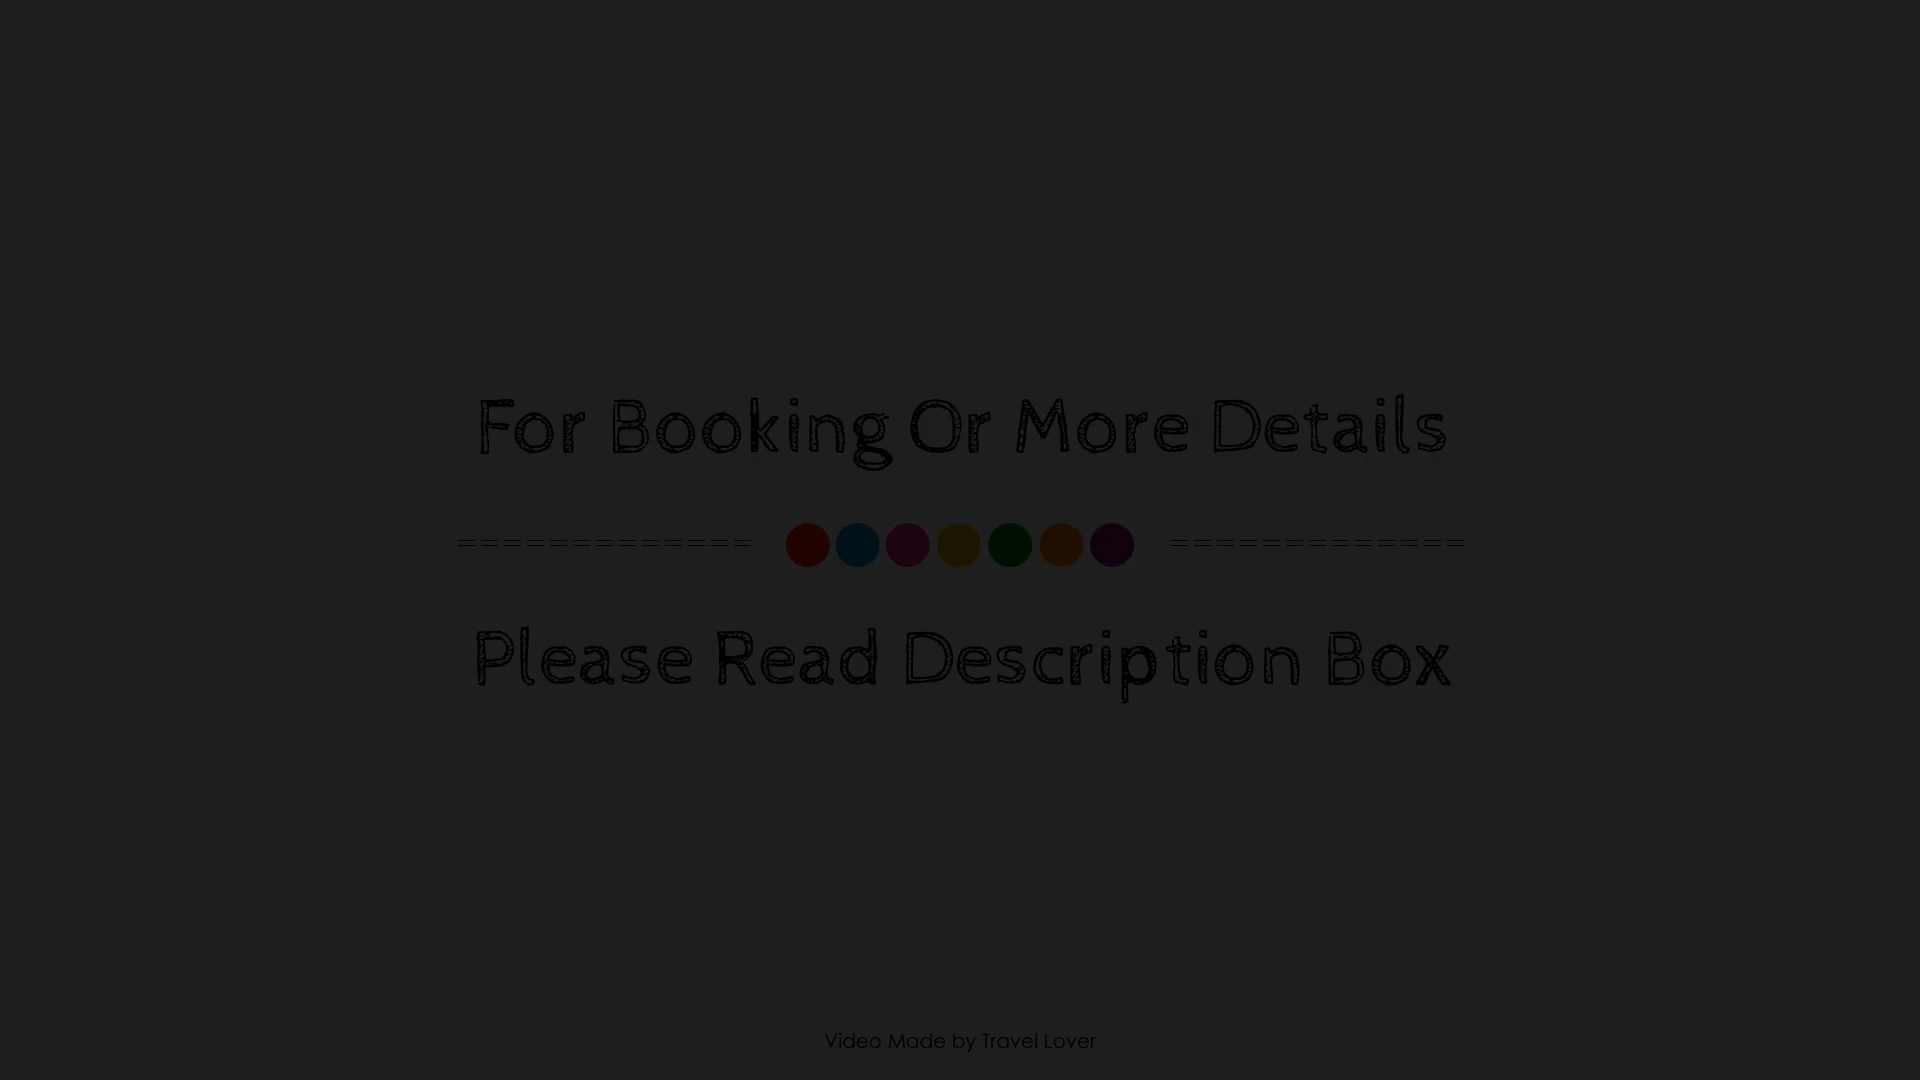 For Booking Or More Details
============= =============
Please Read Description Box
Video Made by Travel Lover